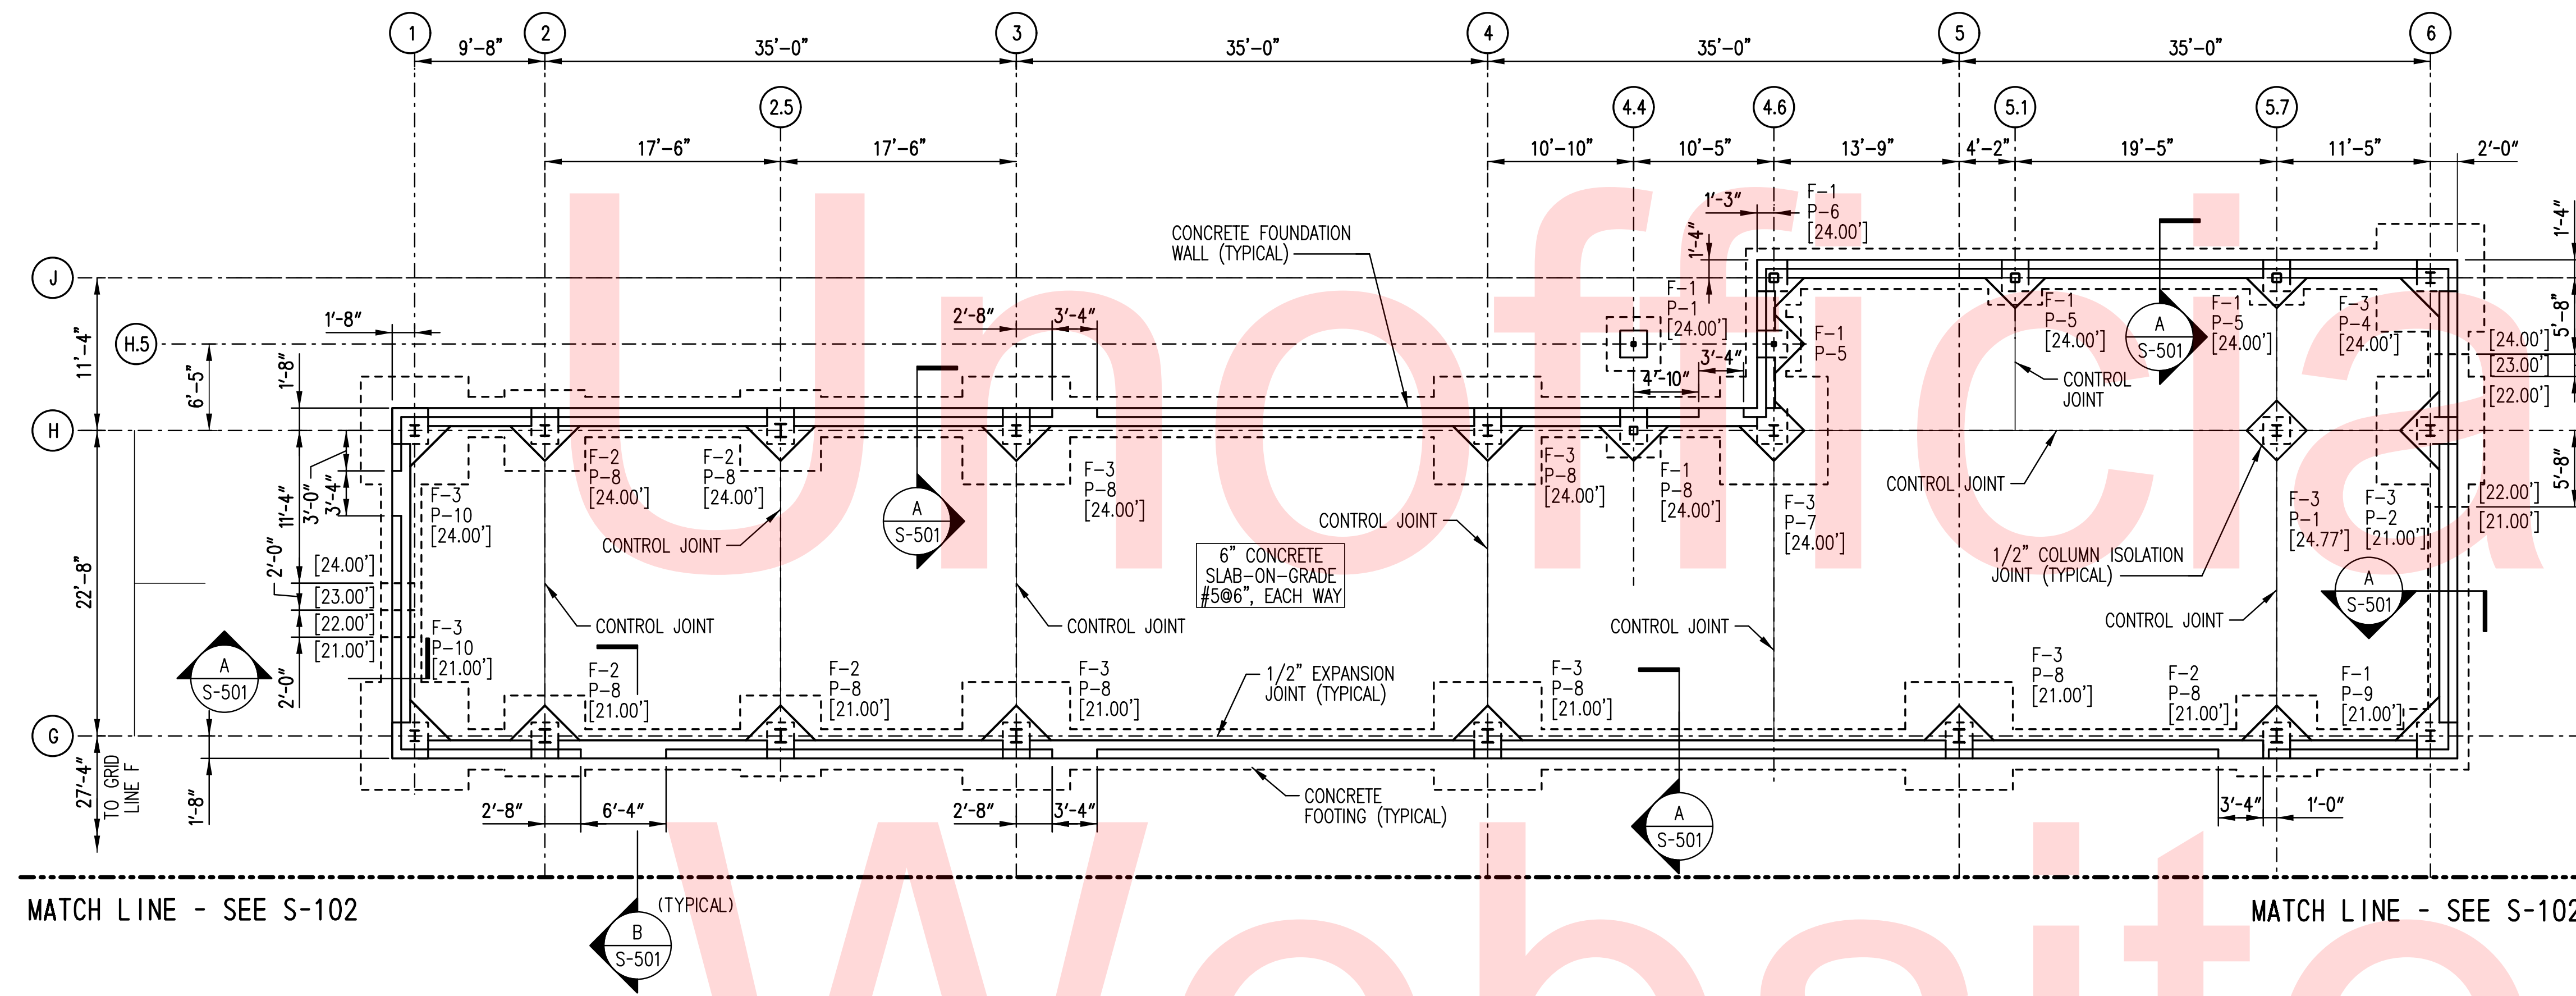 1
2
3
4
5
6
9'-8"
35'-0"
35'-0"
35'-0"
35'-0"
2.5
4.4
4.6
5.1
5.7
17'-6"
17'-6"
10'-10"
10'-5"
13'-9"
4'-2"
19'-5"
11'-5"
2'-0"
Unofficia
Website
1'-3"
F-1
P-6
[24.00']
1'-4"
1'-4"
CONCRETE FOUNDATION
WALL (TYPICAL)
J
H.5
H
G
11'-4"
6'-5"
22'-8"
27'-4"
TO GRID
LINE F
1'-8"
1'-8"
1'-8"
2'-8"
3'-4"
F-1
P-1
[24.00']
3'-4"
4'-10"
F-1
P-5
F-1
P-5
[24.00']
A
S-501
F-1
P-5
[24.00']
F-3
P-4
[24.00']
5'-8"
[24.00']
[23.00']
[22.00']
CONTROL
JOINT
11'-4"
3'-0"
3'-4"
2'-0"
2'-0"
[24.00']
[23.00']
[22.00']
[21.00']
F-3
P-10
[24.00']
F-2
P-8
[24.00']
F-2
P-8
[24.00']
A
S-501
F-3
P-8
[24.00']
F-3
P-8
[24.00']
F-1
P-8
[24.00']
F-3
P-7
[24.00']
CONTROL JOINT
CONTROL JOINT
CONTROL JOINT
5'-8"
[22.00']
[21.00']
F-3
P-1
[24.77']
F-3
P-2
[21.00']
6" CONCRETE
SLAB-ON-GRADE
#5@6", EACH WAY
1/2" COLUMN ISOLATION
JOINT (TYPICAL)
A
S-501
CONTROL JOINT
CONTROL JOINT
CONTROL JOINT
CONTROL JOINT
A
S-501
F-3
P-10
[21.00']
F-2
P-8
[21.00']
F-2
P-8
[21.00']
F-3
P-8
[21.00']
1/2" EXPANSION
JOINT (TYPICAL)
F-3
P-8
[21.00']
F-3
P-8
[21.00']
F-2
P-8
[21.00']
F-1
P-9
[21.00']
2'-8"
6'-4"
2'-8"
3'-4"
CONCRETE
FOOTING (TYPICAL)
A
S-501
3'-4"
1'-0"
MATCH LINE - SEE S-102
MATCH LINE - SEE S-102
(TYPICAL)
B
S-501